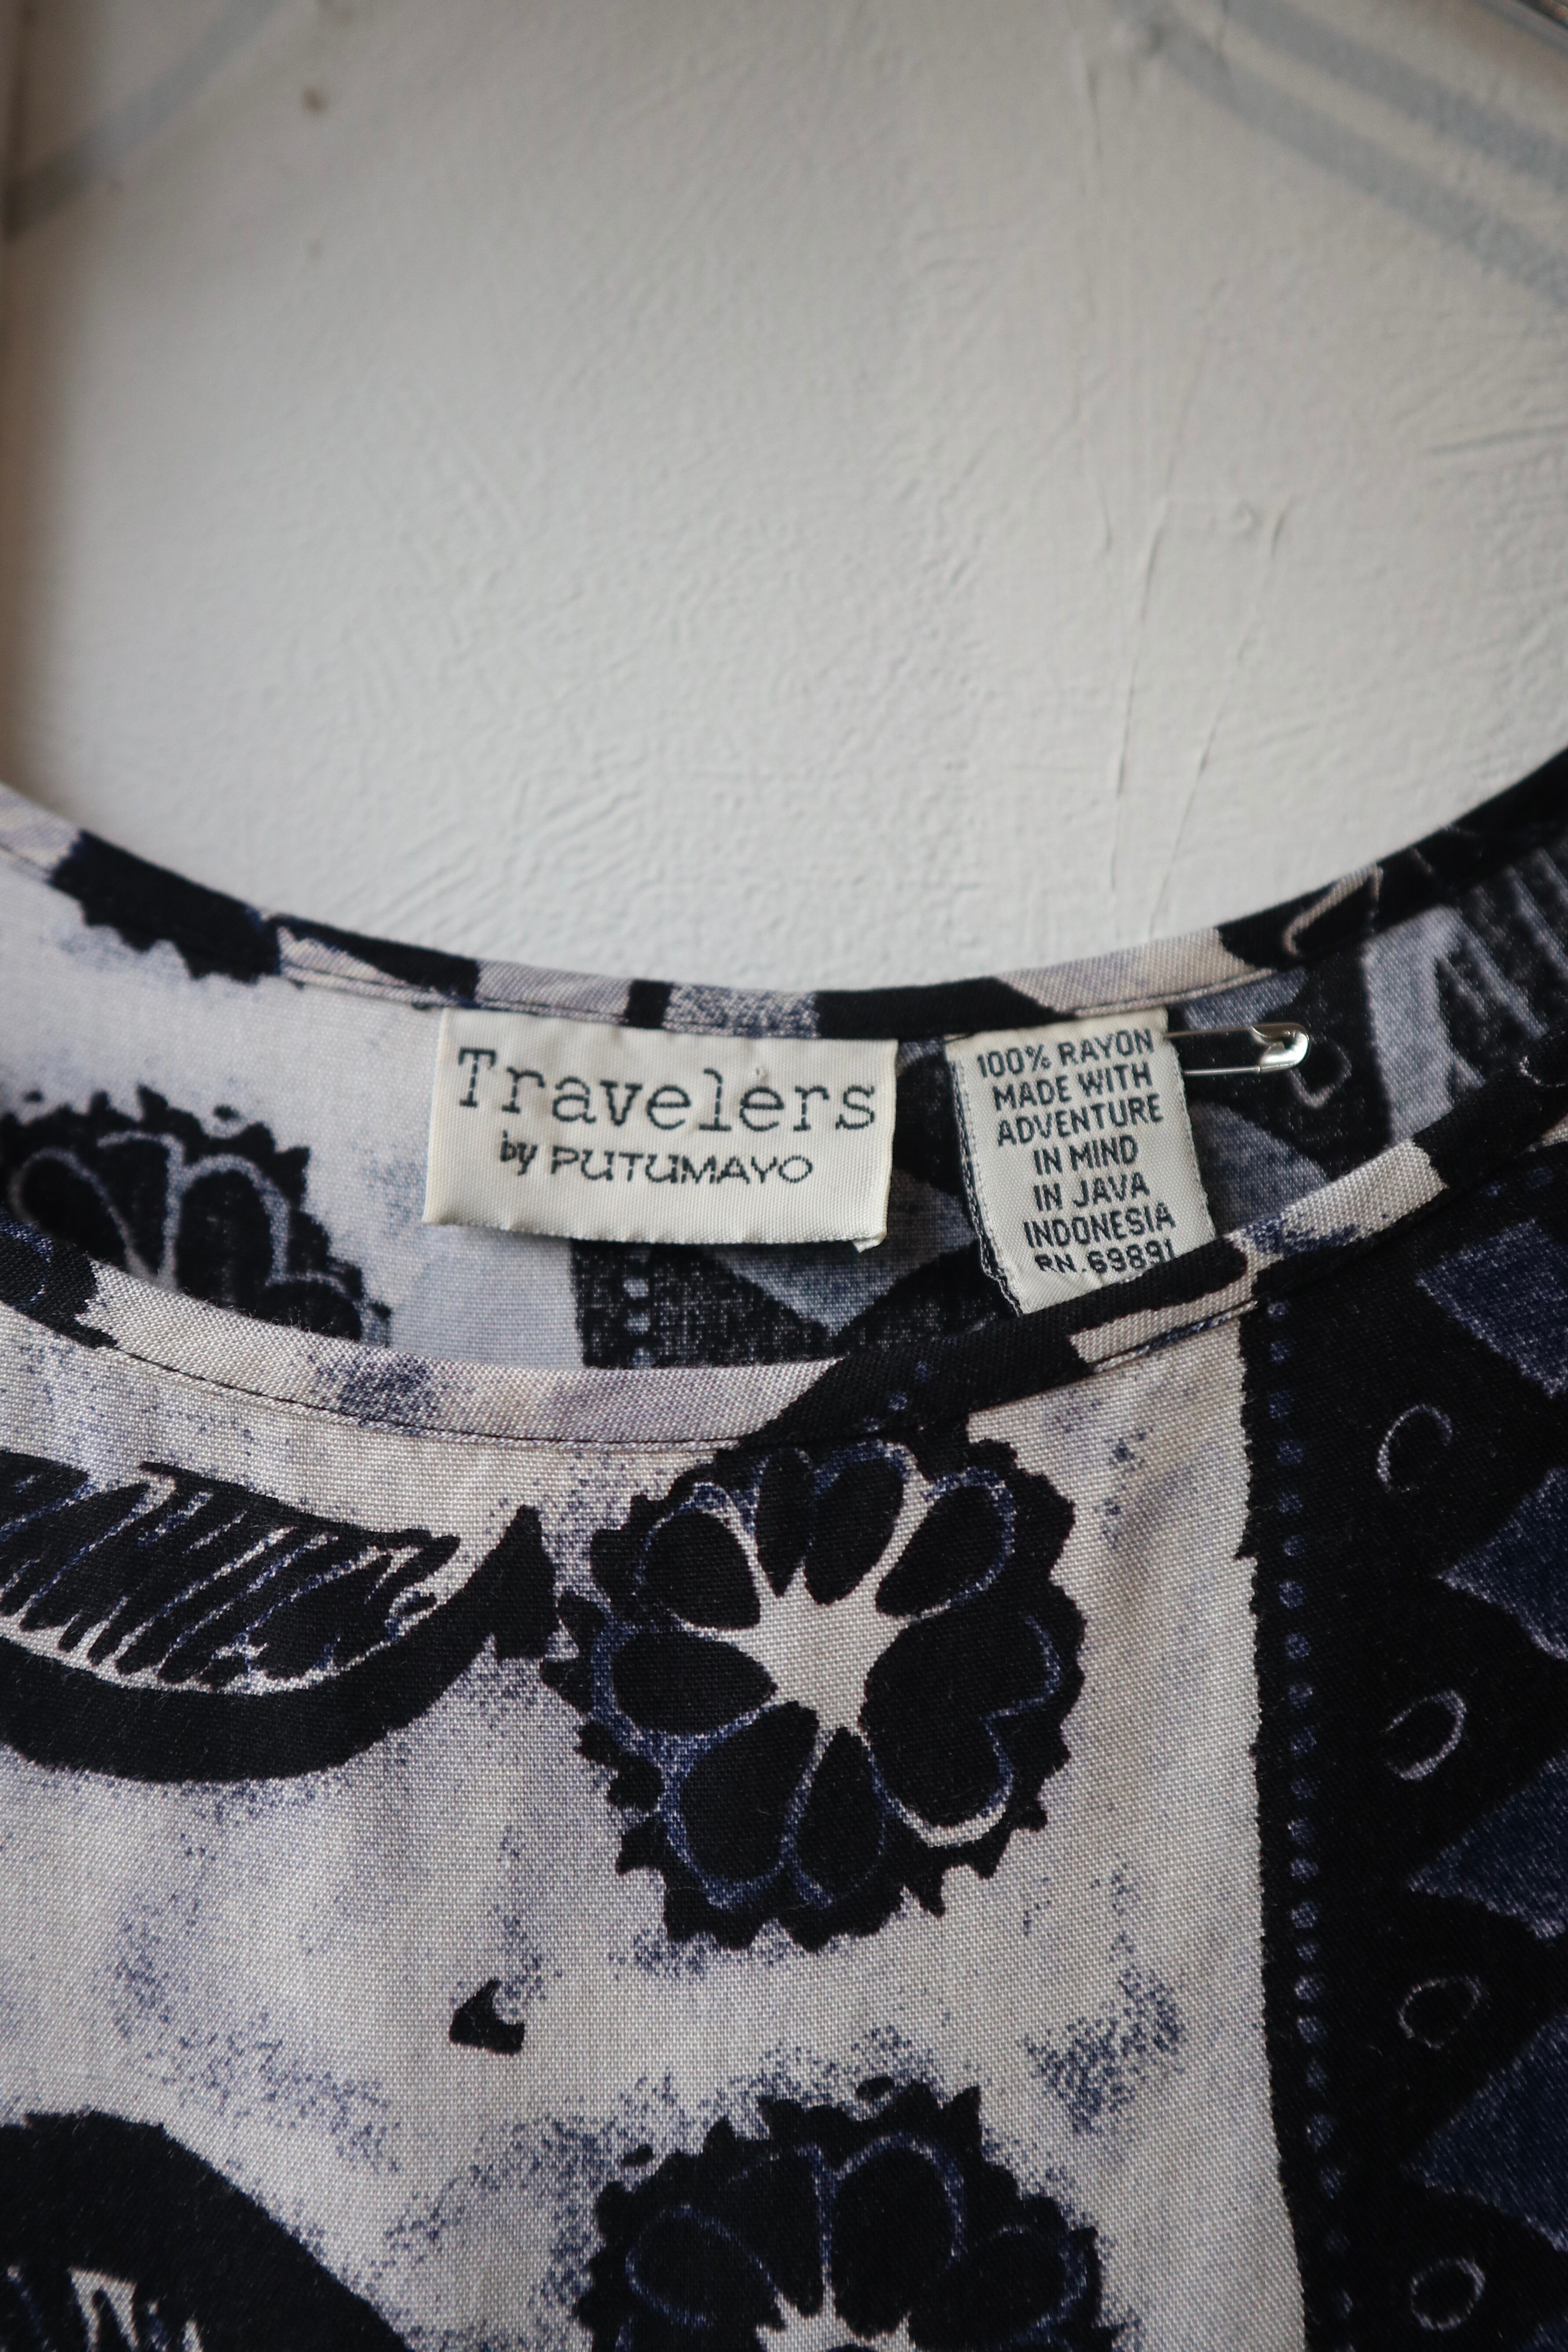 Travelers
by PUTUMAYO
100% RAYON
MADE WITH
ADVENTURE
IN MIND
IN JAVA
INDONESIA
RN. 69891